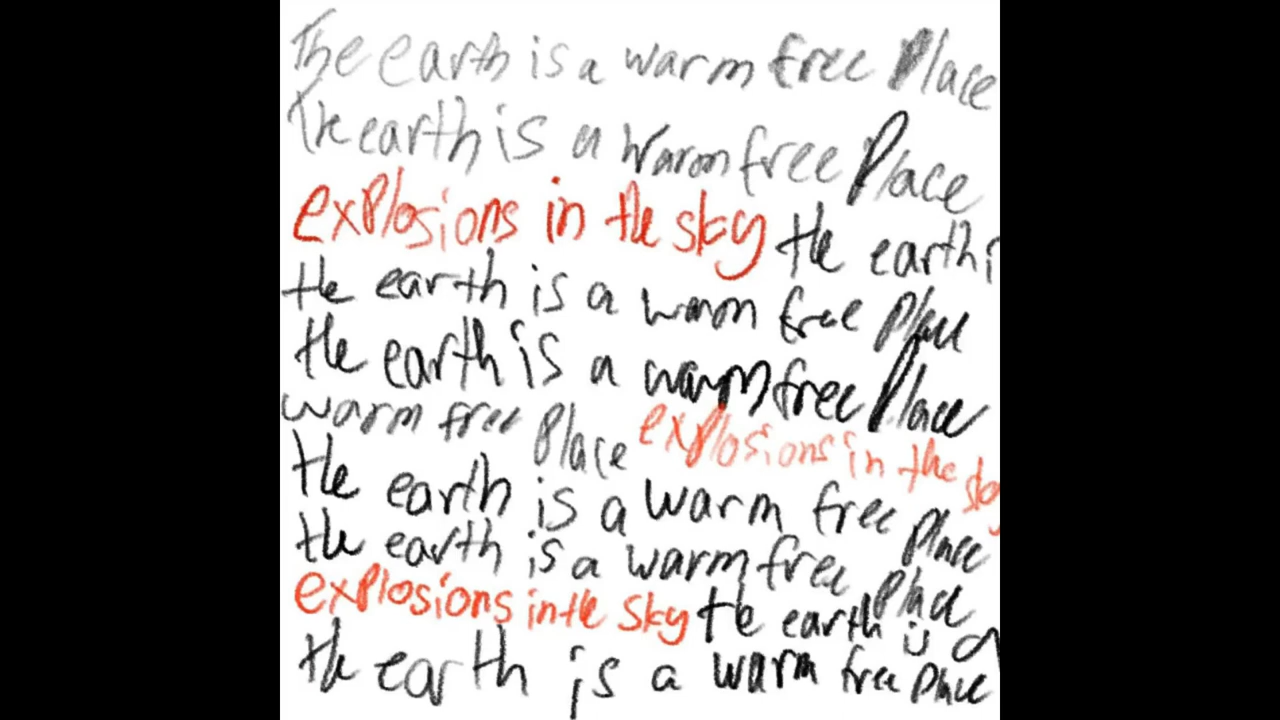 The earth is a warm free Place
The earth is a warm free Place
explosions in the sky the earth i
the earth is a warm free Place
the earth is a warm free Place
warm free Place explosions in the sky
the earth is a warm free Place
the earth is a warm free Place
explosions in the sky the earth is a
the earth is a warm free Place